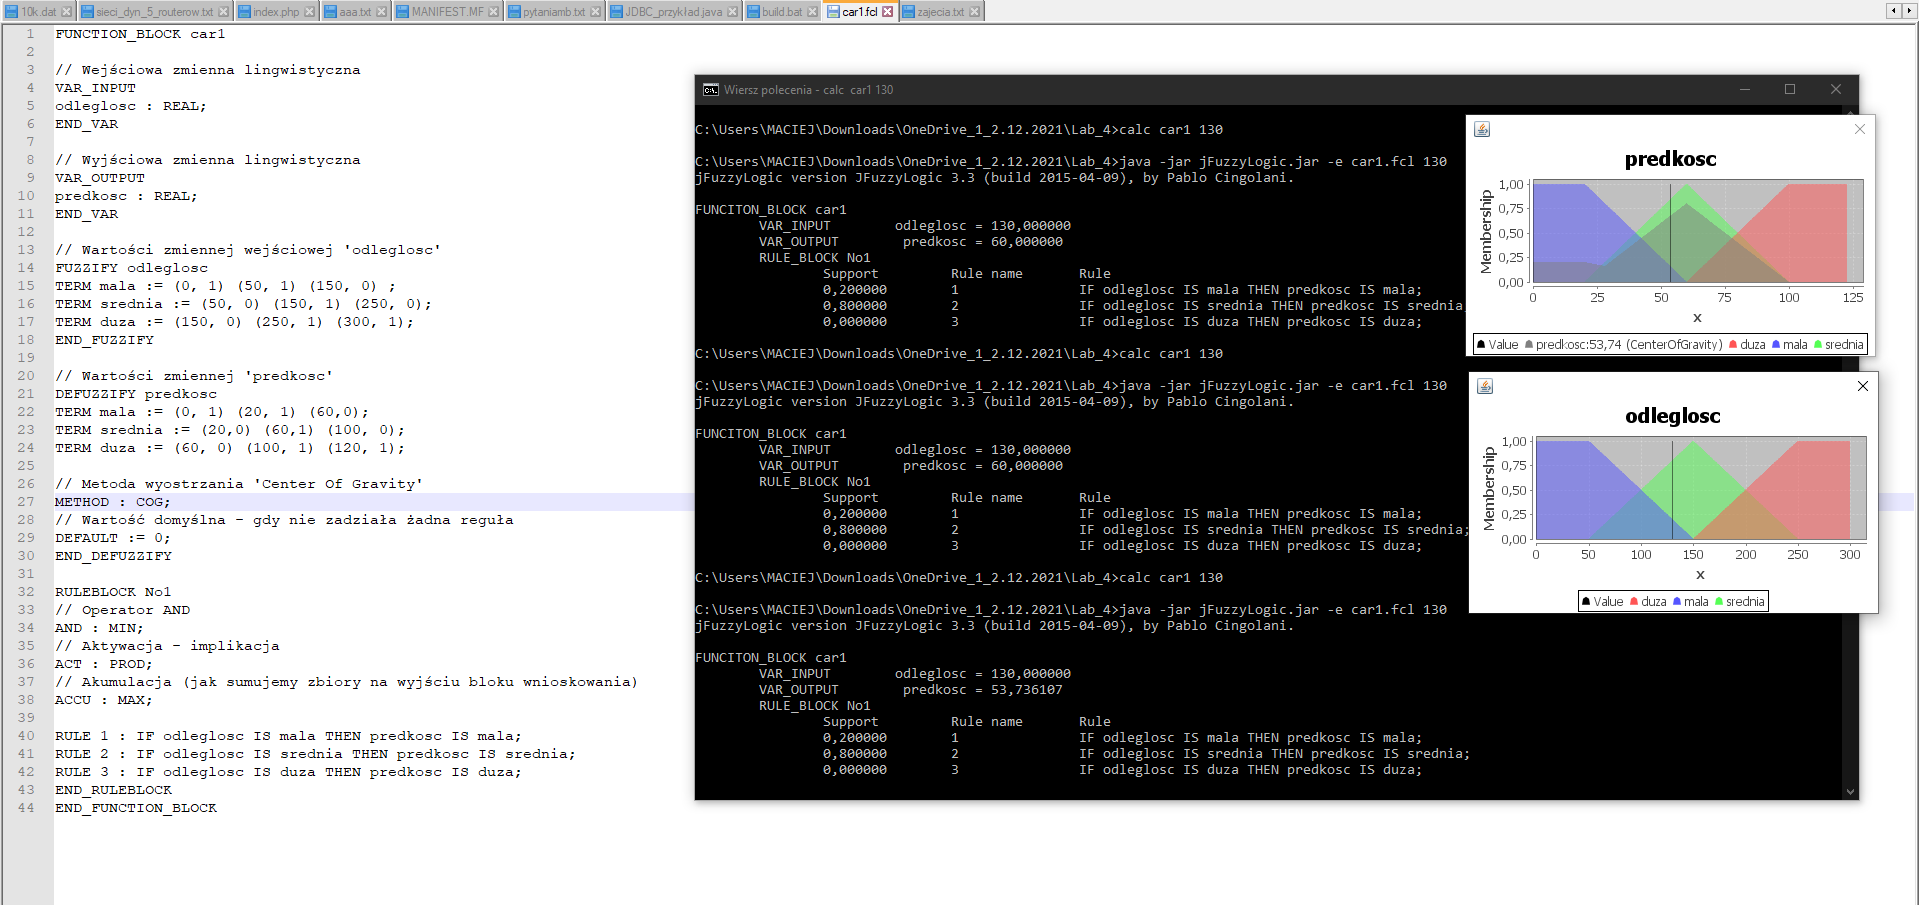 10k.dat sieci_dyn_5_routerow.txt index.php aaa.txt MANIFEST.MF pytaniamb.txt JDBC_przykład.java build.bat car1.fcl zajecia.txt
1 FUNCTION_BLOCK car1
2
3 // Wejściowa zmienna lingwistyczna
4 VAR_INPUT
5 odleglosc : REAL;
6 END_VAR
7
8 // Wyjściowa zmienna lingwistyczna
9 VAR_OUTPUT
10 predkosc : REAL;
11 END_VAR
12
13 // Wartości zmiennej wejściowej 'odleglosc'
14 FUZZIFY odleglosc
15 TERM mala := (0, 1) (50, 1) (150, 0) ;
16 TERM srednia := (50, 0) (150, 1) (250, 0);
17 TERM duza := (150, 0) (250, 1) (300, 1);
18 END_FUZZIFY
19
20 // Wartości zmiennej 'predkosc'
21 DEFUZZIFY predkosc
22 TERM mala := (0, 1) (20, 1) (60,0);
23 TERM srednia := (20,0) (60,1) (100, 0);
24 TERM duza := (60, 0) (100, 1) (120, 1);
25
26 // Metoda wyostrzania 'Center Of Gravity'
27 METHOD : COG;
28 // Wartość domyślna - gdy nie zadziała żadna reguła
29 DEFAULT := 0;
30 END_DEFUZZIFY
31
32 RULEBLOCK No1
33 // Operator AND
34 AND : MIN;
35 // Aktywacja - implikacja
36 ACT : PROD;
37 // Akumulacja (jak sumujemy zbiory na wyjściu bloku wnioskowania)
38 ACCU : MAX;
39
40 RULE 1 : IF odleglosc IS mala THEN predkosc IS mala;
41 RULE 2 : IF odleglosc IS srednia THEN predkosc IS srednia;
42 RULE 3 : IF odleglosc IS duza THEN predkosc IS duza;
43 END_RULEBLOCK
44 END_FUNCTION_BLOCK
Wiersz polecenia - calc car1 130
C:\Users\MACIEJ\Downloads\OneDrive_1_2.12.2021\Lab_4>calc car1 130
C:\Users\MACIEJ\Downloads\OneDrive_1_2.12.2021\Lab_4>java -jar jFuzzyLogic.jar -e car1.fcl 130
jFuzzyLogic version JFuzzyLogic 3.3 (build 2015-04-09), by Pablo Cingolani.
FUNCITON_BLOCK car1
VAR_INPUT odleglosc = 130,000000
VAR_OUTPUT predkosc = 60,000000
RULE_BLOCK No1
Support Rule name Rule
0,200000 1 IF odleglosc IS mala THEN predkosc IS mala;
0,800000 2 IF odleglosc IS srednia THEN predkosc IS srednia;
0,000000 3 IF odleglosc IS duza THEN predkosc IS duza;
C:\Users\MACIEJ\Downloads\OneDrive_1_2.12.2021\Lab_4>calc car1 130
C:\Users\MACIEJ\Downloads\OneDrive_1_2.12.2021\Lab_4>java -jar jFuzzyLogic.jar -e car1.fcl 130
jFuzzyLogic version JFuzzyLogic 3.3 (build 2015-04-09), by Pablo Cingolani.
FUNCITON_BLOCK car1
VAR_INPUT odleglosc = 130,000000
VAR_OUTPUT predkosc = 60,000000
RULE_BLOCK No1
Support Rule name Rule
0,200000 1 IF odleglosc IS mala THEN predkosc IS mala;
0,800000 2 IF odleglosc IS srednia THEN predkosc IS srednia;
0,000000 3 IF odleglosc IS duza THEN predkosc IS duza;
C:\Users\MACIEJ\Downloads\OneDrive_1_2.12.2021\Lab_4>calc car1 130
C:\Users\MACIEJ\Downloads\OneDrive_1_2.12.2021\Lab_4>java -jar jFuzzyLogic.jar -e car1.fcl 130
jFuzzyLogic version JFuzzyLogic 3.3 (build 2015-04-09), by Pablo Cingolani.
FUNCITON_BLOCK car1
VAR_INPUT odleglosc = 130,000000
VAR_OUTPUT predkosc = 53,736107
RULE_BLOCK No1
Support Rule name Rule
0,200000 1 IF odleglosc IS mala THEN predkosc IS mala;
0,800000 2 IF odleglosc IS srednia THEN predkosc IS srednia;
0,000000 3 IF odleglosc IS duza THEN predkosc IS duza;
predkosc
Membership
1,00
0,75
0,50
0,25
0,00
0 25 50 75 100 125
x
Value predkosc:53,74 (CenterOfGravity) duza mala srednia
odleglosc
Membership
1,00
0,75
0,50
0,25
0,00
0 50 100 150 200 250 300
x
Value duza mala srednia